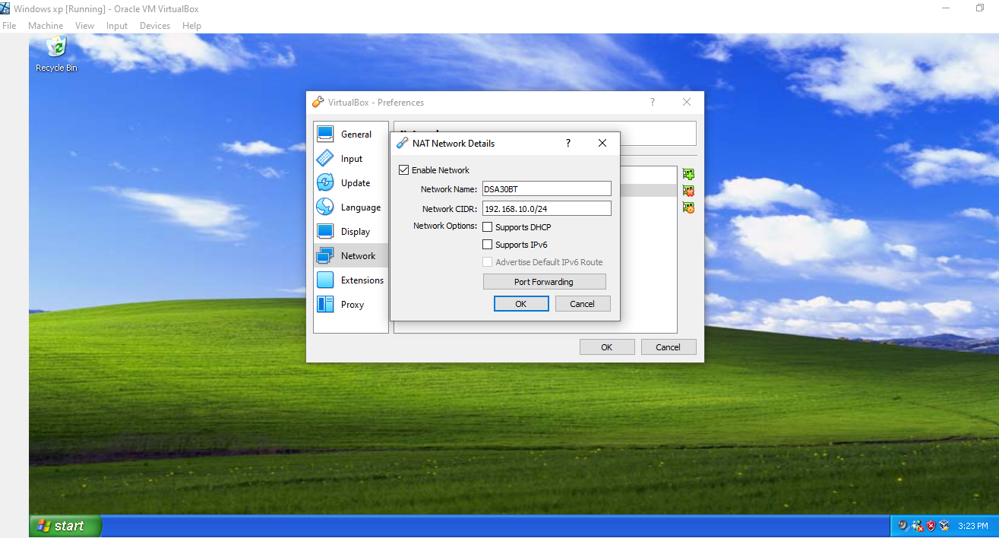 Windows xp [Running] - Oracle VM VirtualBox
File Machine View Input Devices Help
Recycle Bin
VirtualBox - Preferences
?
General
Input
Update
Language
Display
Network
Extensions
Proxy
NAT Network Details
?
Enable Network
Network Name: DSA30BT
Network CIDR: 192.168.10.0/24
Network Options: Supports DHCP
Supports IPv6
Advertise Default IPv6 Route
Port Forwarding
OK Cancel
OK Cancel
start
3:23 PM